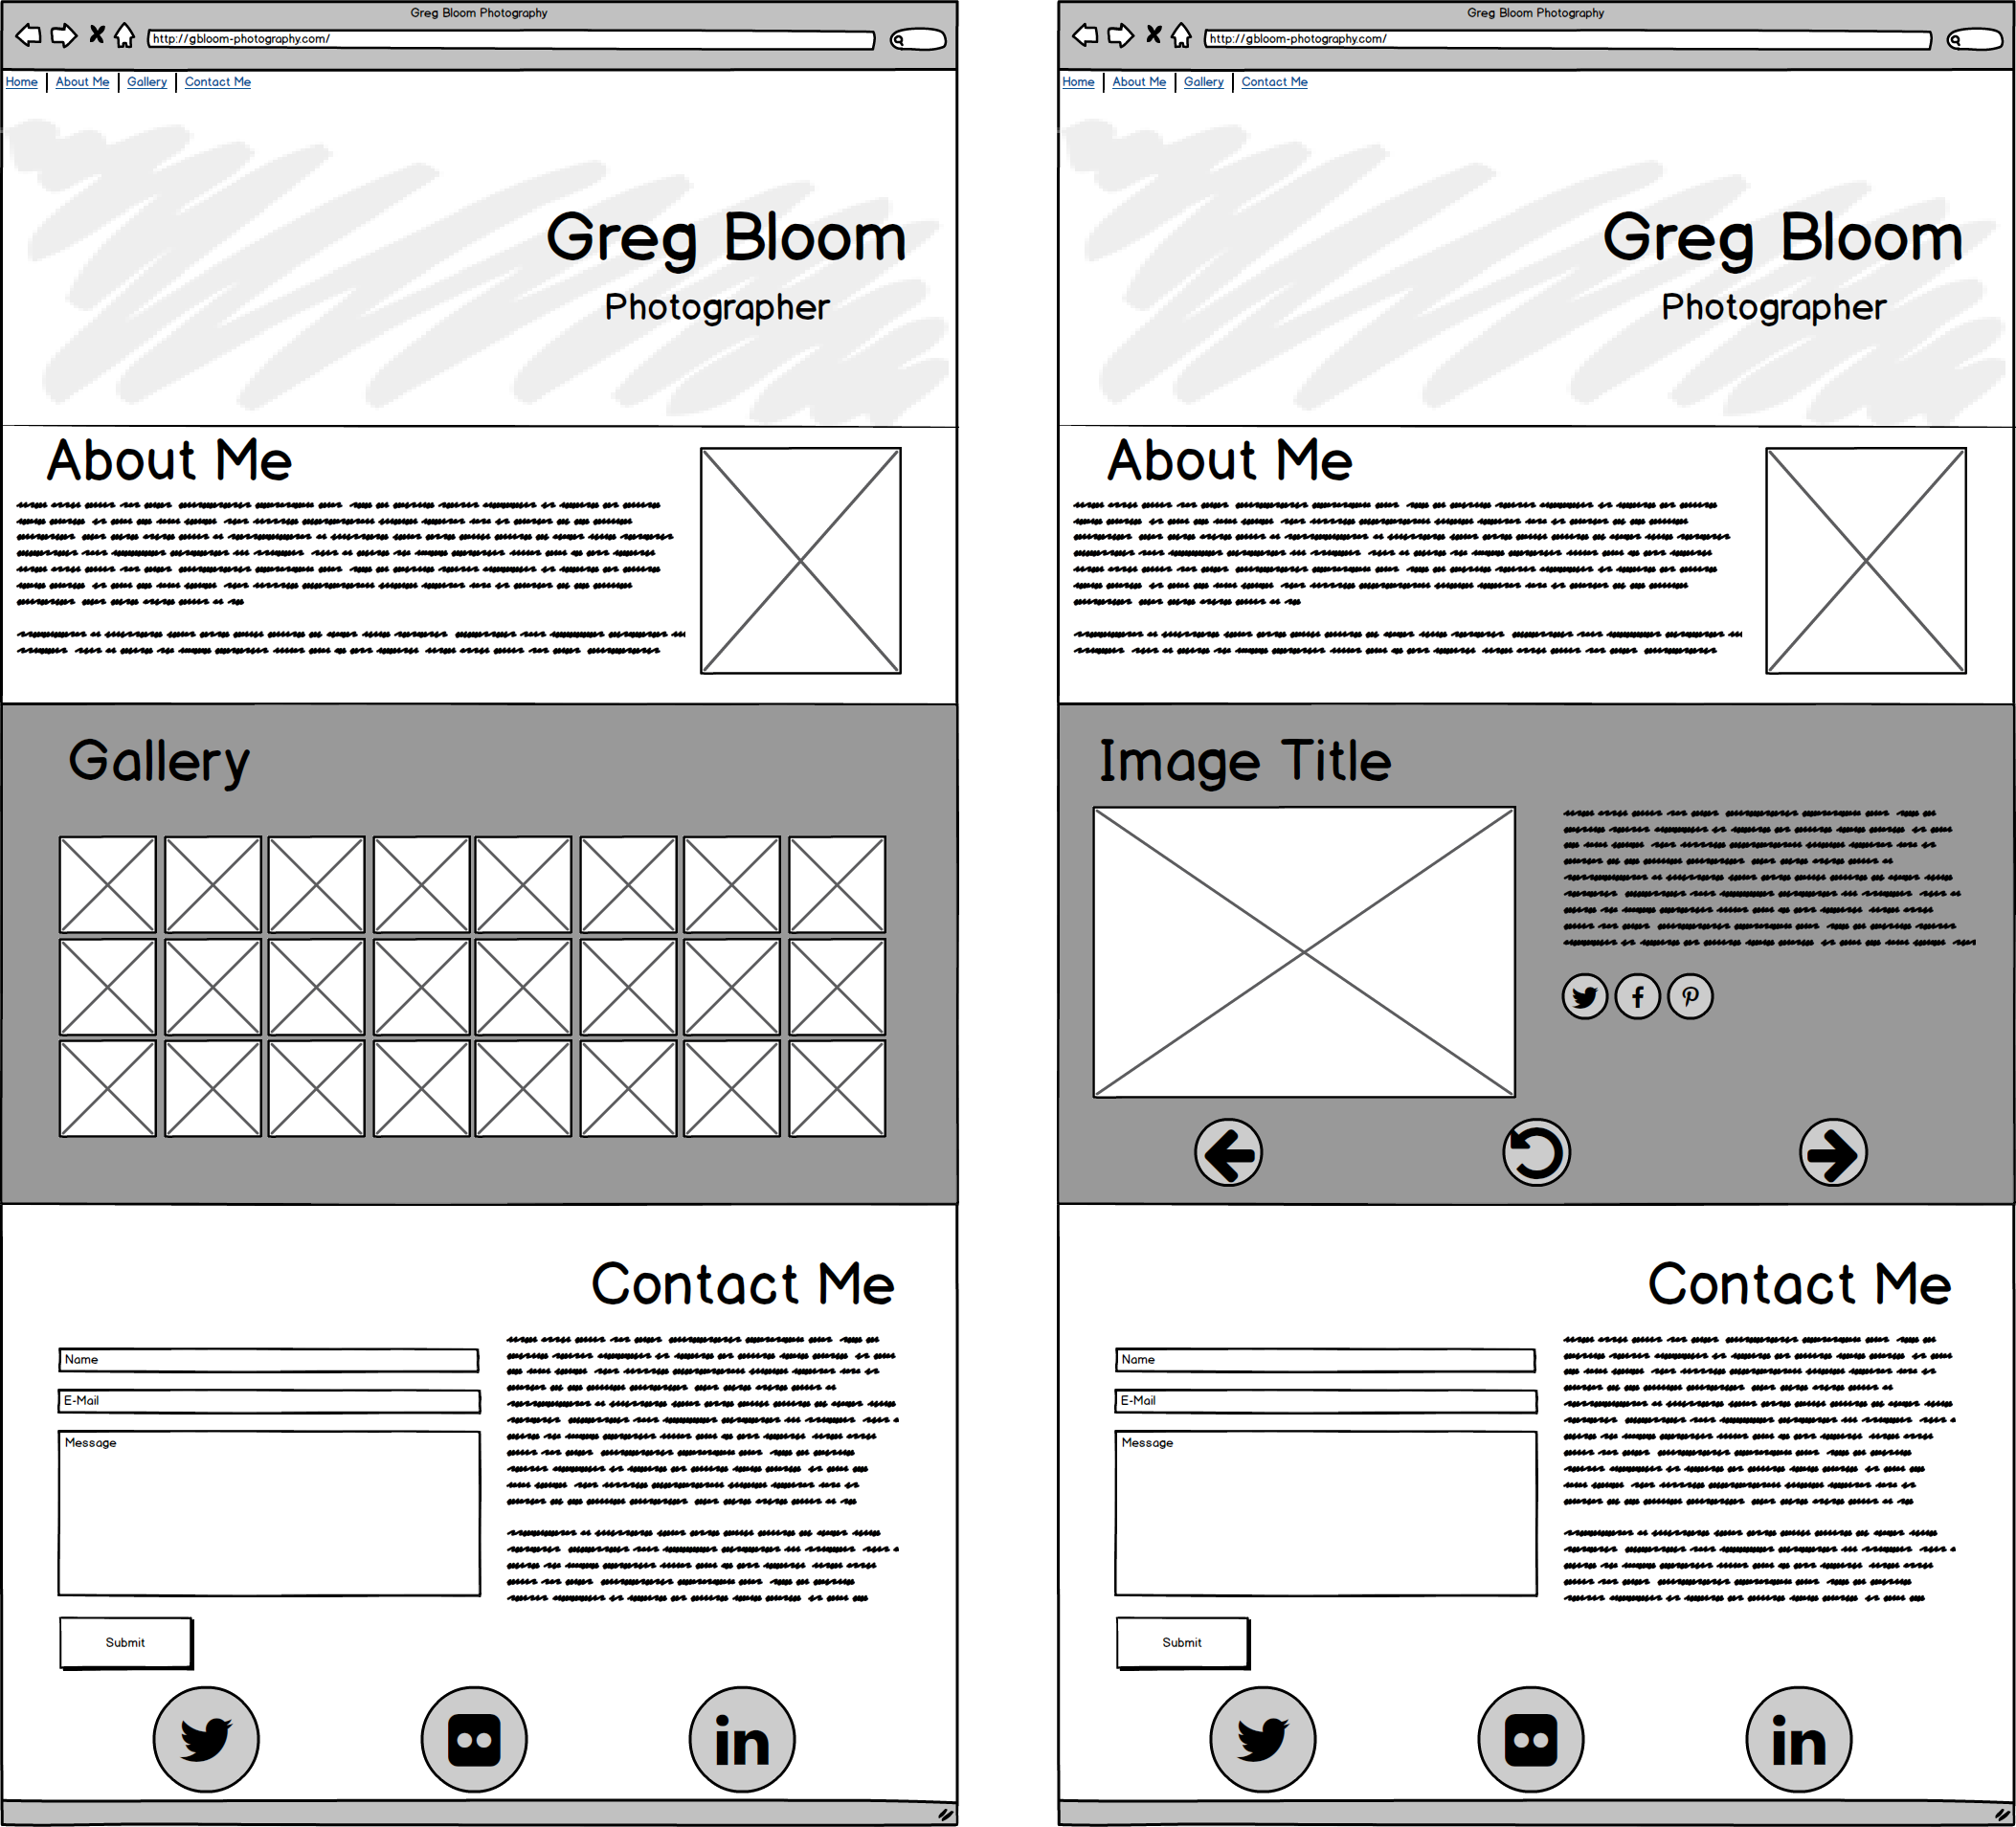 Greg Bloom Photography
http://gbloom-photography.com/
Home
About Me
Gallery
Contact Me
Greg Bloom
Photographer
About Me
Gallery
Contact Me
Name
E-Mail
Message
Submit
in
Greg Bloom Photography
http://gbloom-photography.com/
Home
About Me
Gallery
Contact Me
Greg Bloom
Photographer
About Me
Image Title
Contact Me
Name
E-Mail
Message
Submit
in